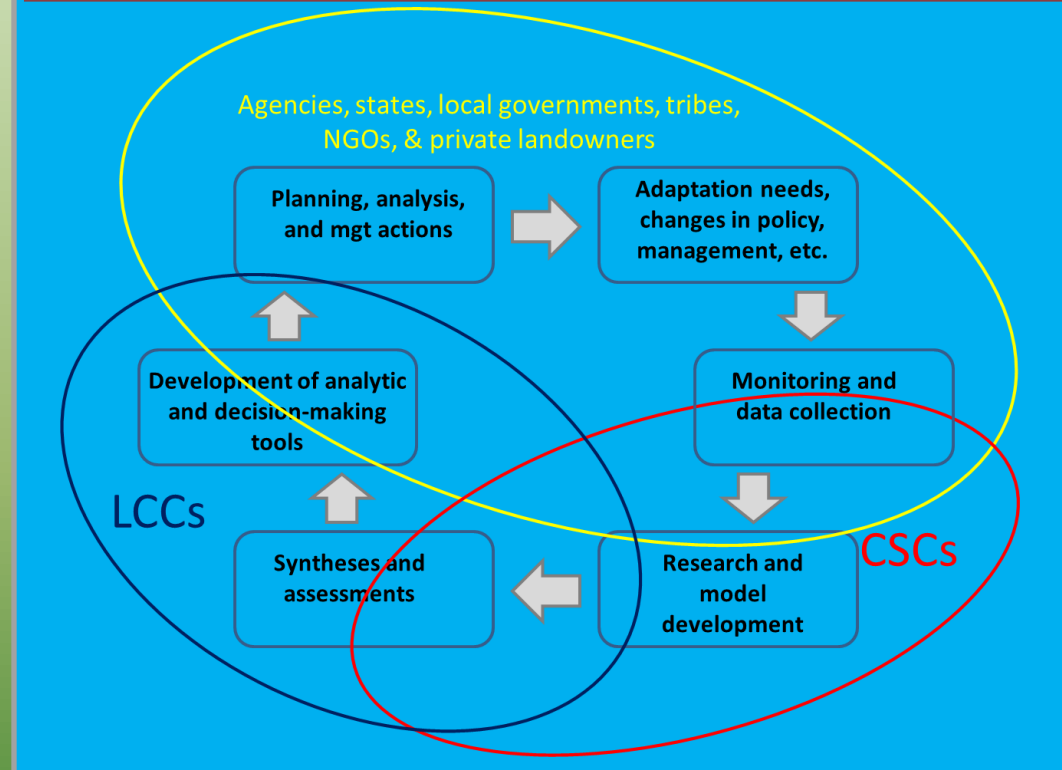 Agencies, states, local governments, tribes,
NGOs, & private landowners
Planning, analysis,
and mgt actions
Adaptation needs,
changes in policy,
management, etc.
Development of analytic
and decision-making
tools
Monitoring and
data collection
LCCs
CSCs
Syntheses and
assessments
Research and
model
development